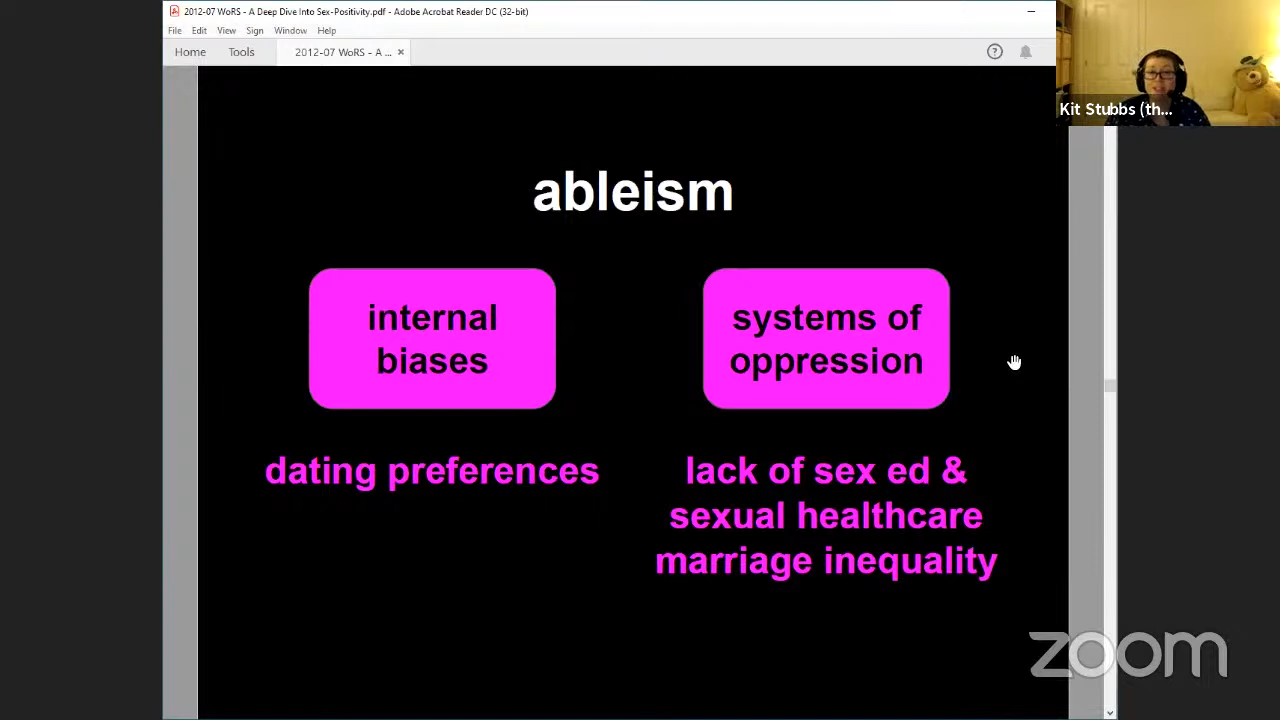 2012-07 WoRS - A Deep Dive Into Sex-Positivity.pdf - Adobe Acrobat Reader DC (32-bit)
File Edit View Sign Window Help
Home Tools 2012-07 WoRS - A ... ×
Kit Stubbs (th...
ableism
internal
biases
systems of
oppression
dating preferences
lack of sex ed &
sexual healthcare
marriage inequality
zoom